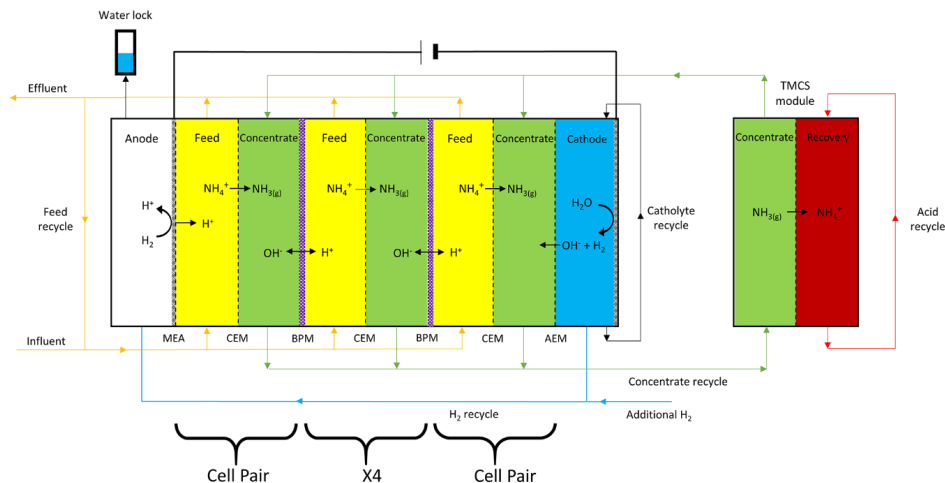 Water lock
Effluent
TMCS
module
Anode
Feed
Concentrate
Feed
Concentrate
Feed
Concentrate
Cathode
Concentrate
Recovery
NH₄⁺ NH₃(g)
NH₄⁺ NH₃(g)
NH₄⁺ NH₃(g)
H⁺
H⁺
H₂
H₂O
OH⁻ + H₂
NH₃(g) NH₄⁺
Feed
recycle
Catholyte
recycle
Acid
recycle
OH⁻ H⁺
OH⁻ H⁺
Influent
MEA
CEM
BPM
CEM
BPM
CEM
AEM
Concentrate recycle
H₂ recycle
Additional H₂
Cell Pair
X4
Cell Pair